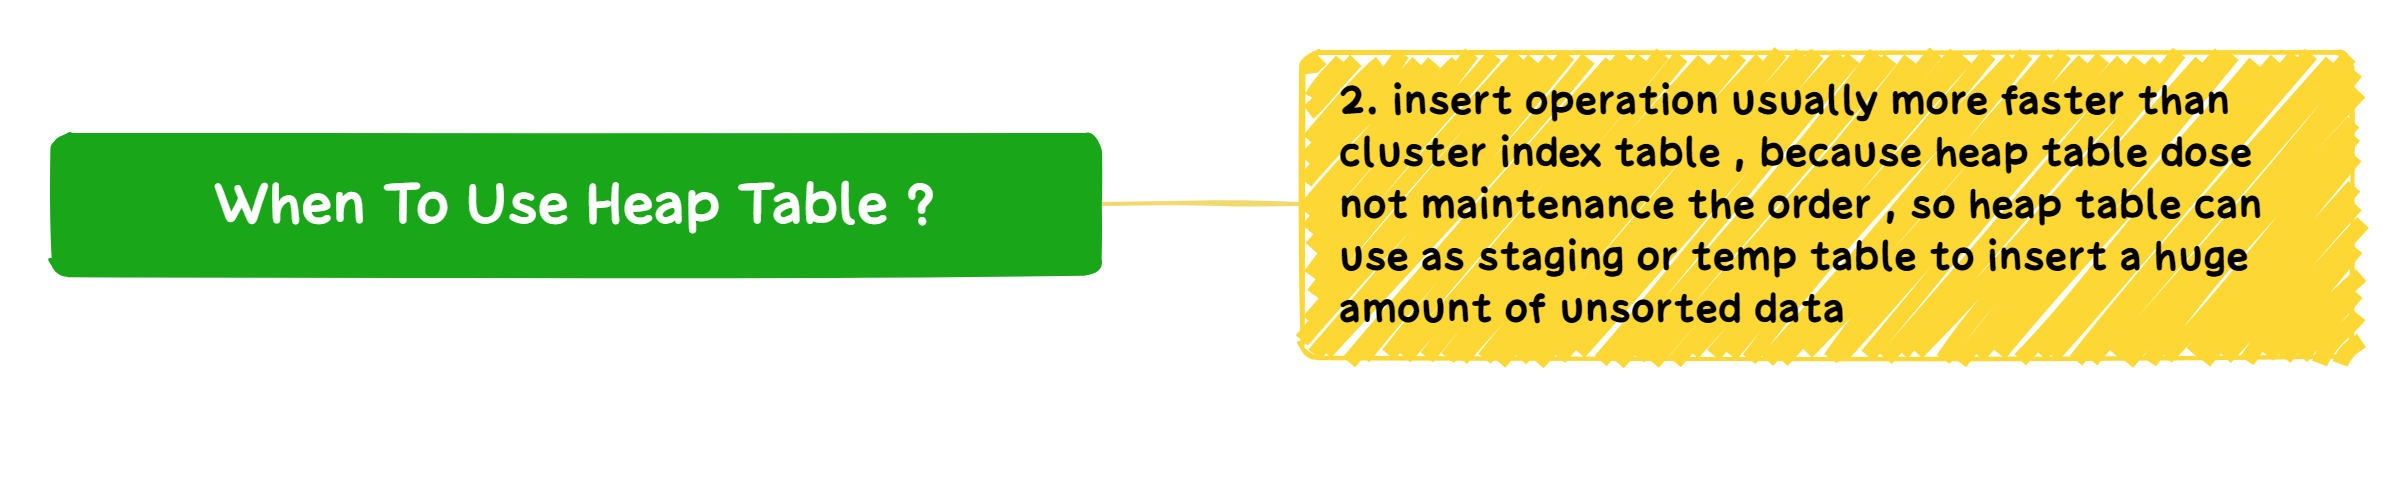 When To Use Heap Table ?
2. insert operation usually more faster than
cluster index table , because heap table dose
not maintenance the order , so heap table can
use as staging or temp table to insert a huge
amount of unsorted data